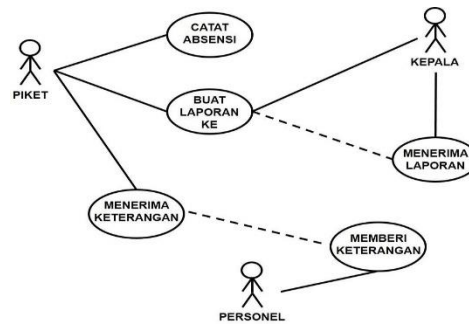 CATAT
ABSENSI
PIKET
KEPALA
BUAT
LAPORAN
KE
MENERIMA
LAPORAN
MENERIMA
KETERANGAN
MEMBERI
KETERANGAN
PERSONEL